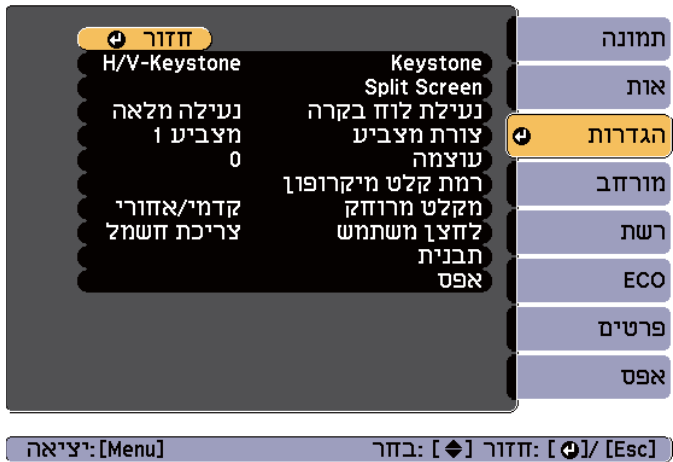 תמונה
אות
הגדרות
מורחב
רשת
ECO
פרטים
אפס
חזור
Keystone H/V-Keystone
Split Screen
נעילת לוח בקרה נעילה מלאה
צורת מצביע מצביע 1
עוצמה 0
רמת קלט מיקרופון
מקלט מרוחק קדמי/אחורי
לחצן משתמש צריכת חשמל
תבנית
אפס
[Esc] /[ ]: חזור [ ]: בחר [Menu]:יציאה